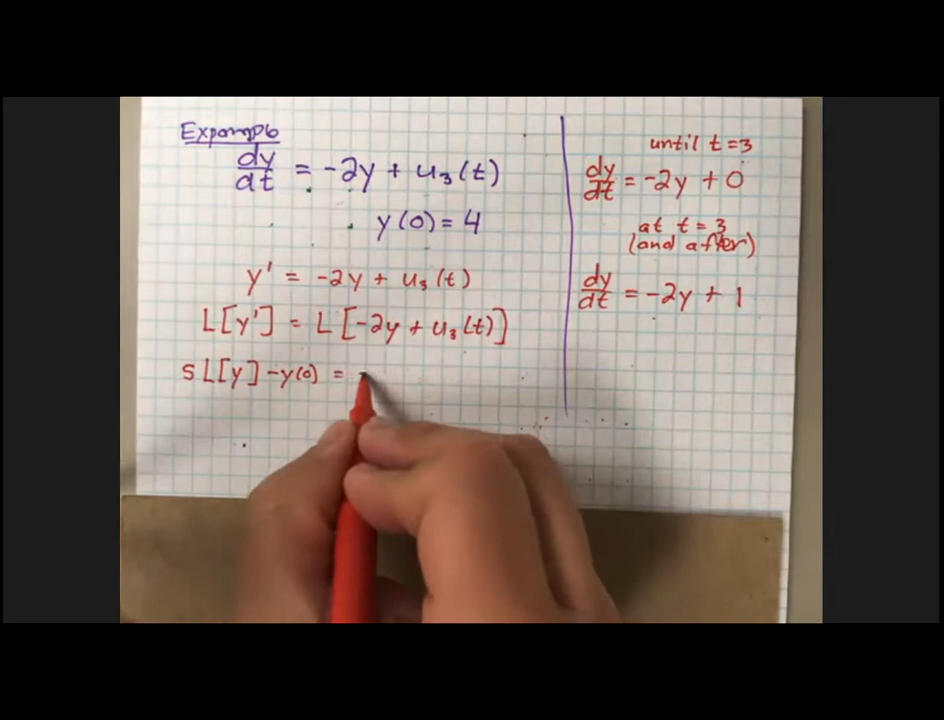 Exampb
dy/dt = -2y + u₃(t)
y(0) = 4
y' = -2y + u₃(t)
L[y'] = L[-2y + u₃(t)]
sL[y] - y(0) = -
until t = 3
dy/dt = -2y + 0
at t = 3
(and after)
dy/dt = -2y + 1